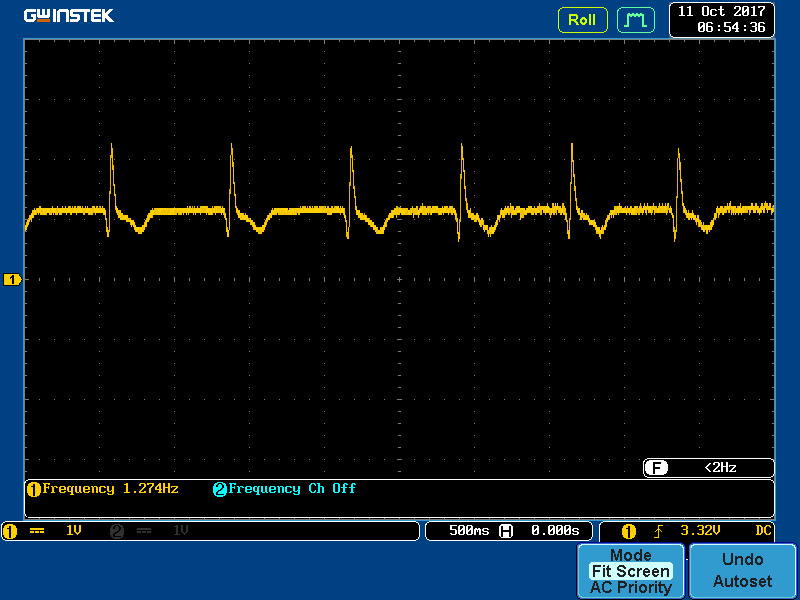 GWINSTEK
Roll
11 Oct 2017
06:54:36
1
F <2Hz
1 Frequency 1.274Hz 2 Frequency Ch Off
1 1V 2 1V 500ms H 0.000s 1 3.32V DC
Mode
Fit Screen
AC Priority
Undo
Autoset